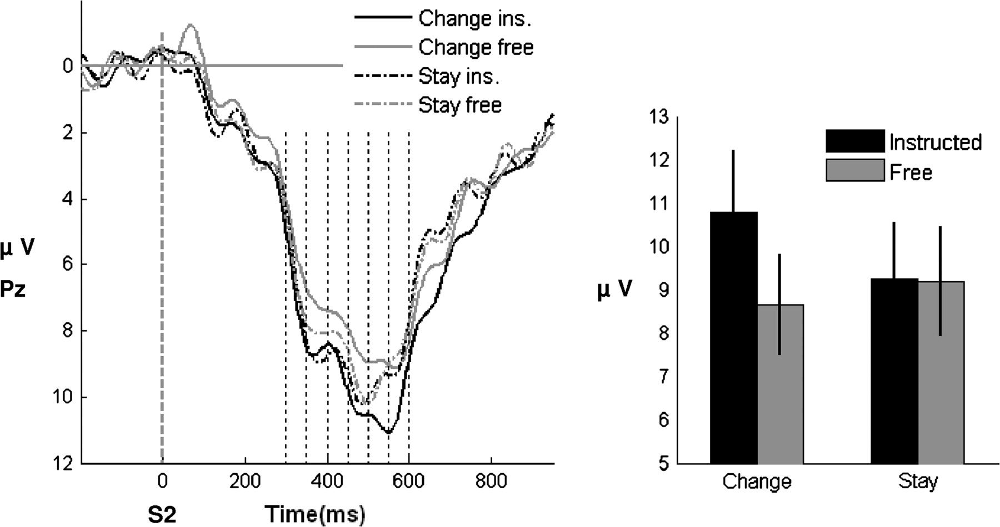 Change ins.
Change free
Stay ins.
Stay free
0
2
4
6
8
10
12
µ V
Pz
0 200 400 600 800
S2 Time(ms)
13
12
11
10
9
8
7
6
5
µ V
Instructed
Free
Change Stay